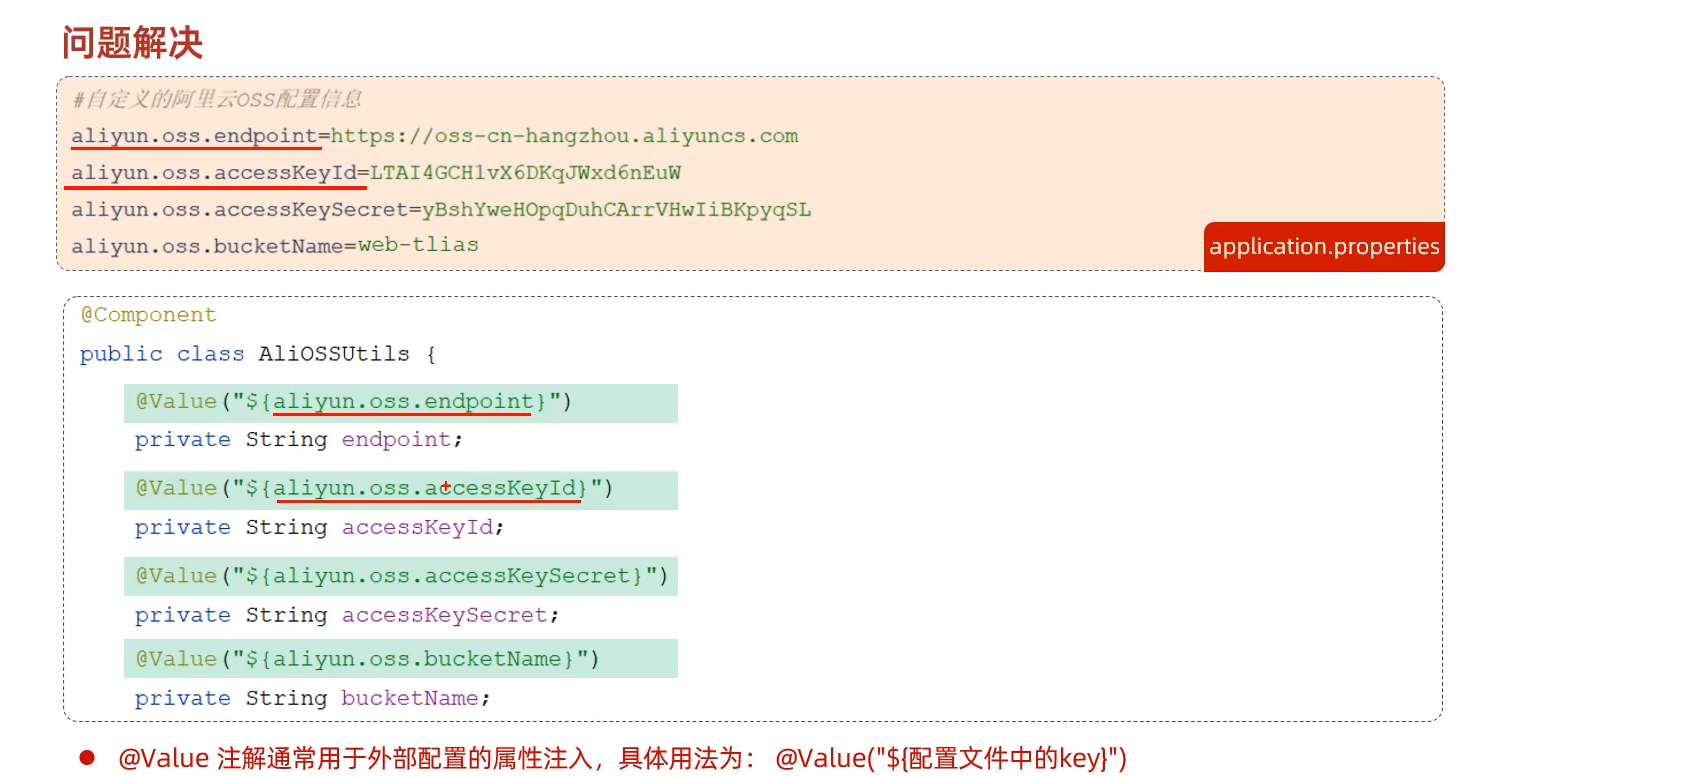 问题解决
#自定义的阿里云OSS配置信息
aliyun.oss.endpoint=https://oss-cn-hangzhou.aliyuncs.com
aliyun.oss.accessKeyId=LTAI4GCH1vX6DKqJWxd6nEuW
aliyun.oss.accessKeySecret=yBshYweHOpqDuhCArrVHwIiBKpyqSL
aliyun.oss.bucketName=web-tlias
application.properties
@Component
public class AliOSSUtils {
@Value("${aliyun.oss.endpoint}")
private String endpoint;
@Value("${aliyun.oss.accessKeyId}")
private String accessKeyId;
@Value("${aliyun.oss.accessKeySecret}")
private String accessKeySecret;
@Value("${aliyun.oss.bucketName}")
private String bucketName;
● @Value 注解通常用于外部配置的属性注入，具体用法为： @Value("${配置文件中的key}")